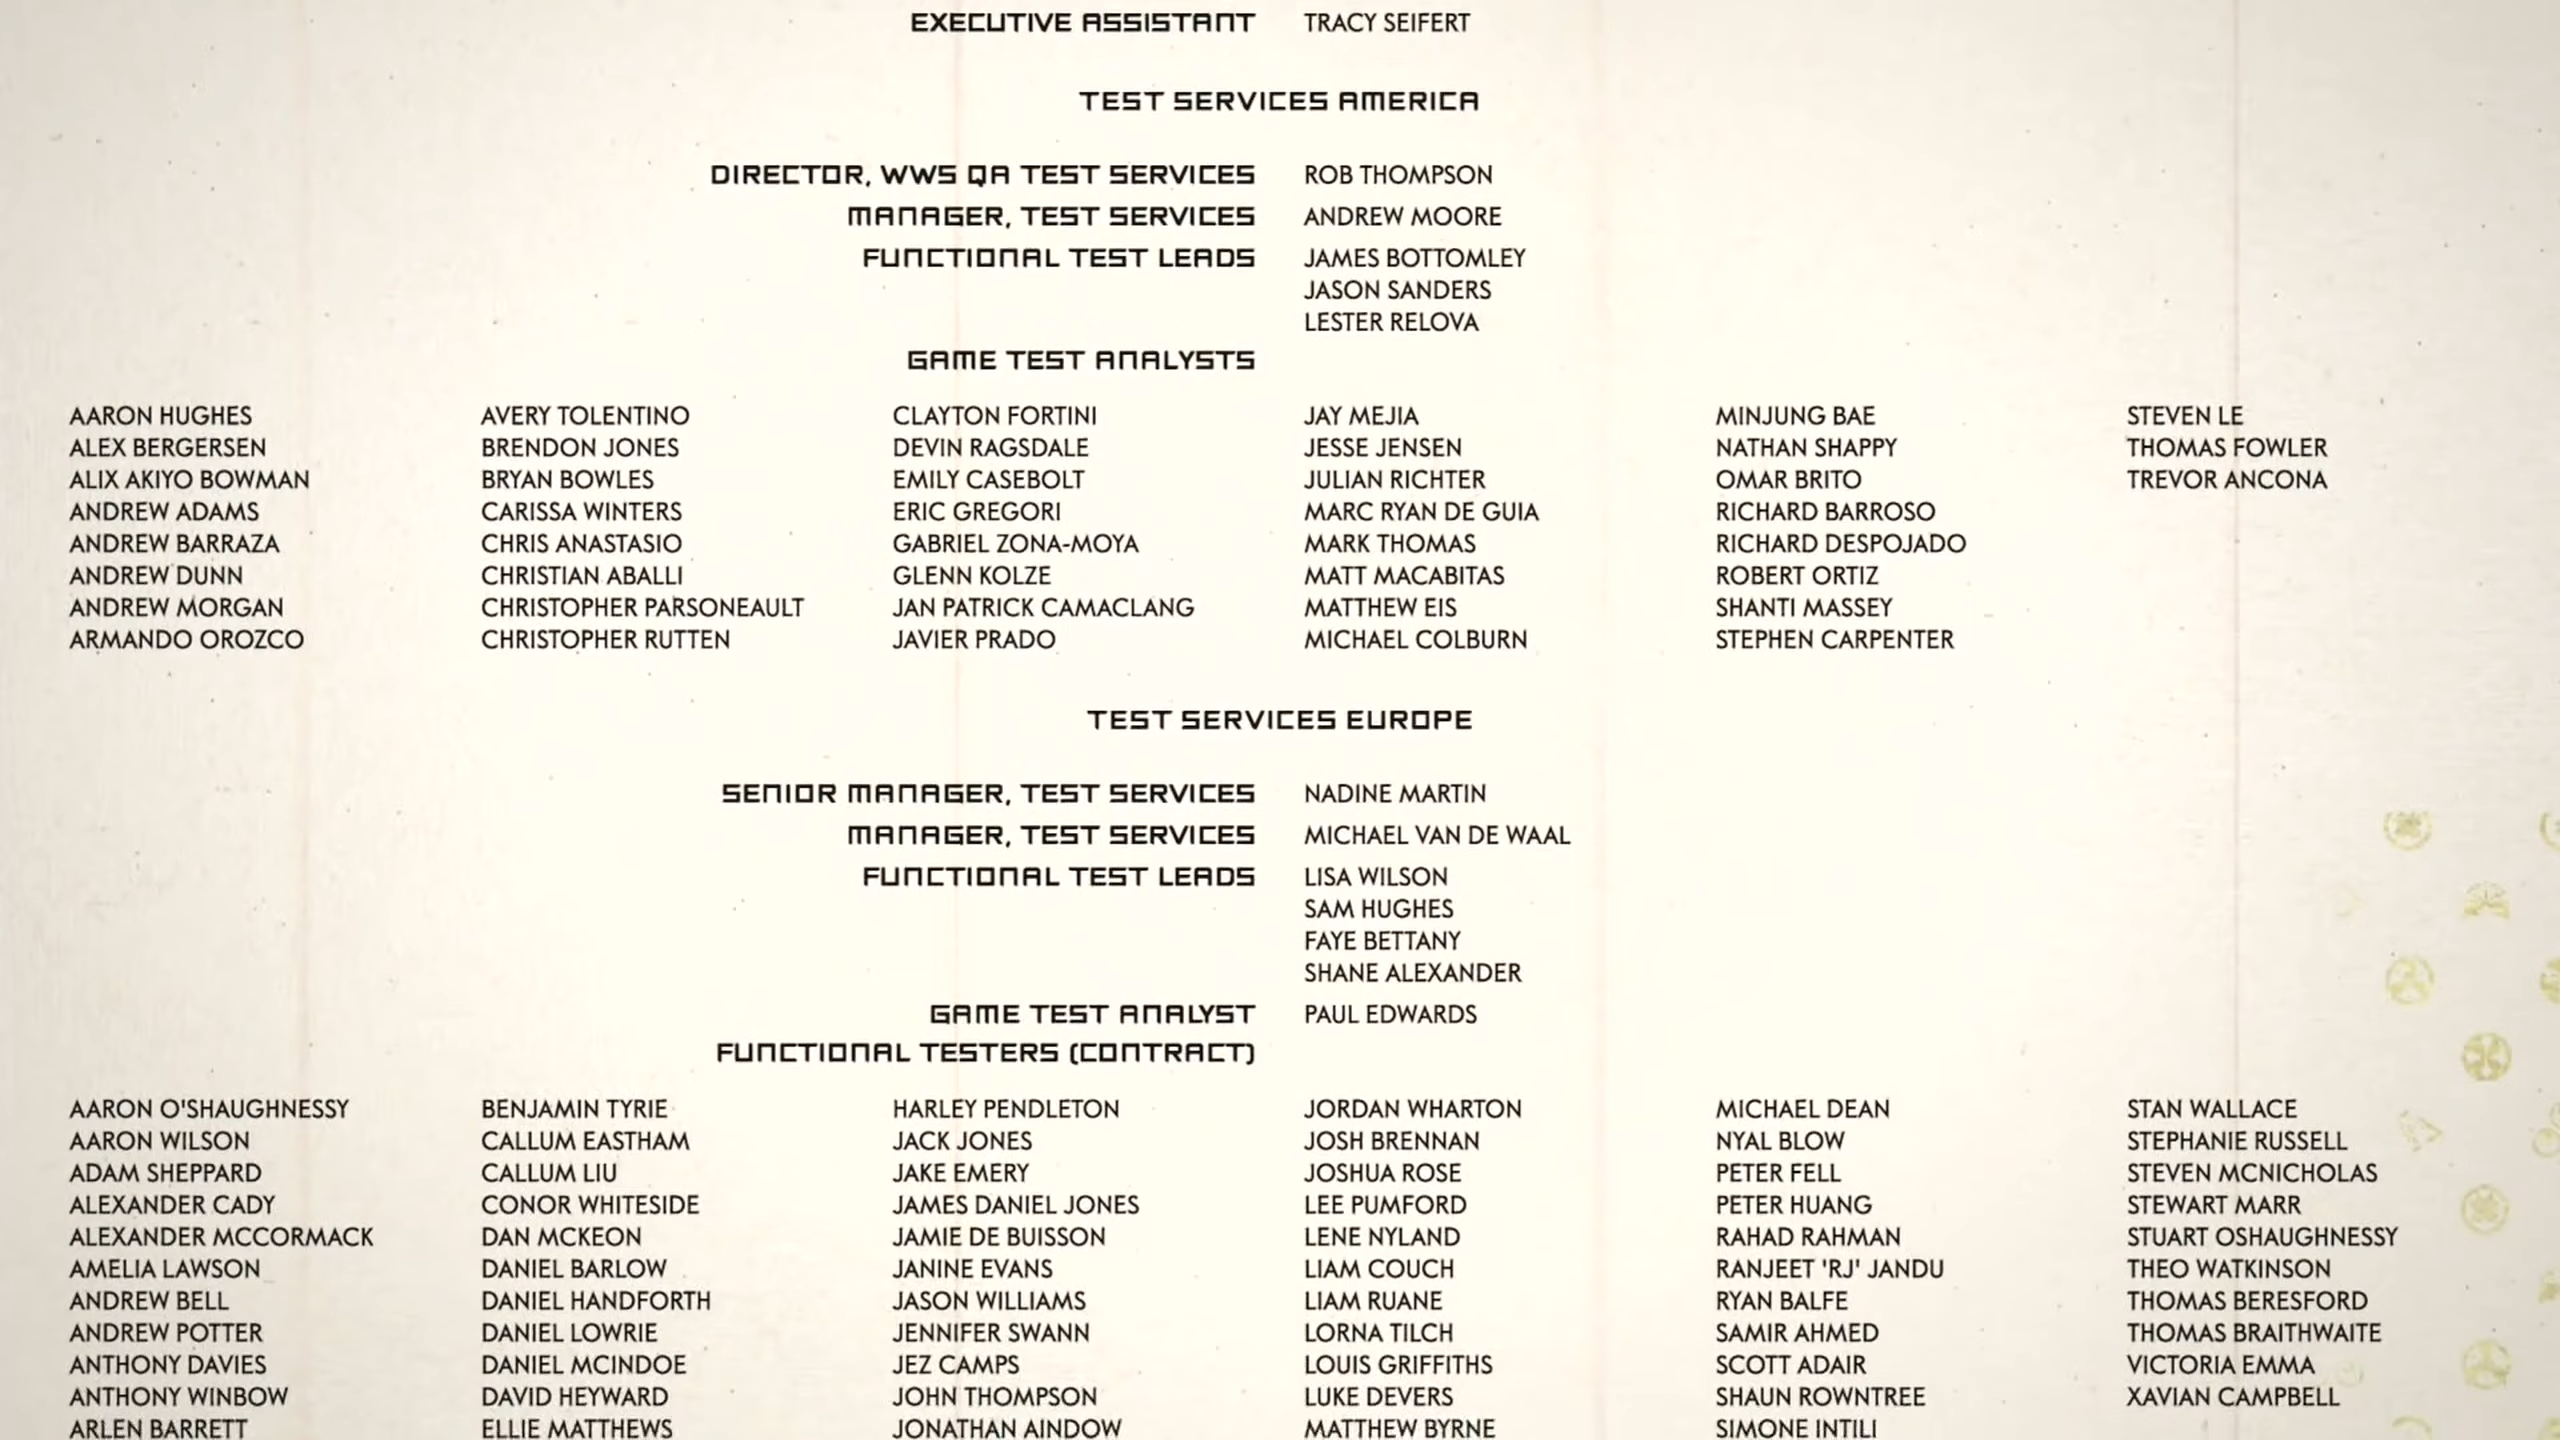 EXECUTIVE ASSISTANT TRACY SEIFERT
TEST SERVICES AMERICA
DIRECTOR, WWS QA TEST SERVICES ROB THOMPSON
MANAGER, TEST SERVICES ANDREW MOORE
FUNCTIONAL TEST LEADS JAMES BOTTOMLEY
JASON SANDERS
LESTER RELOVA
GAME TEST ANALYSTS
AARON HUGHES AVERY TOLENTINO CLAYTON FORTINI JAY MEJIA MINJUNG BAE STEVEN LE
ALEX BERGERSEN BRENDON JONES DEVIN RAGSDALE JESSE JENSEN NATHAN SHAPPY THOMAS FOWLER
ALIX AKIYO BOWMAN BRYAN BOWLES EMILY CASEBOLT JULIAN RICHTER OMAR BRITO TREVOR ANCONA
ANDREW ADAMS CARISSA WINTERS ERIC GREGORI MARC RYAN DE GUIA RICHARD BARROSO
ANDREW BARRAZA CHRIS ANASTASIO GABRIEL ZONA-MOYA MARK THOMAS RICHARD DESPOJADO
ANDREW DUNN CHRISTIAN ABALLI GLENN KOLZE MATT MACABITAS ROBERT ORTIZ
ANDREW MORGAN CHRISTOPHER PARSONEAULT JAN PATRICK CAMACLANG MATTHEW EIS SHANTI MASSEY
ARMANDO OROZCO CHRISTOPHER RUTTEN JAVIER PRADO MICHAEL COLBURN STEPHEN CARPENTER
TEST SERVICES EUROPE
SENIOR MANAGER, TEST SERVICES NADINE MARTIN
MANAGER, TEST SERVICES MICHAEL VAN DE WAAL
FUNCTIONAL TEST LEADS LISA WILSON
SAM HUGHES
FAYE BETTANY
SHANE ALEXANDER
GAME TEST ANALYST PAUL EDWARDS
FUNCTIONAL TESTERS (CONTRACT)
AARON O'SHAUGHNESSY BENJAMIN TYRIE HARLEY PENDLETON JORDAN WHARTON MICHAEL DEAN STAN WALLACE
AARON WILSON CALLUM EASTHAM JACK JONES JOSH BRENNAN NYAL BLOW STEPHANIE RUSSELL
ADAM SHEPPARD CALLUM LIU JAKE EMERY JOSHUA ROSE PETER FELL STEVEN MCNICHOLAS
ALEXANDER CADY CONOR WHITESIDE JAMES DANIEL JONES LEE PUMFORD PETER HUANG STEWART MARR
ALEXANDER MCCORMACK DAN MCKEON JAMIE DE BUISSON LENE NYLAND RAHAD RAHMAN STUART OSHAUGHNESSY
AMELIA LAWSON DANIEL BARLOW JANINE EVANS LIAM COUCH RANJEET 'RJ' JANDU THEO WATKINSON
ANDREW BELL DANIEL HANDFORTH JASON WILLIAMS LIAM RUANE RYAN BALFE THOMAS BERESFORD
ANDREW POTTER DANIEL LOWRIE JENNIFER SWANN LORNA TILCH SAMIR AHMED THOMAS BRAITHWAITE
ANTHONY DAVIES DANIEL MCINDOE JEZ CAMPS LOUIS GRIFFITHS SCOTT ADAIR VICTORIA EMMA
ANTHONY WINBOW DAVID HEYWARD JOHN THOMPSON LUKE DEVERS SHAUN ROWNTREE XAVIAN CAMPBELL
ARLEN BARRETT ELLIE MATTHEWS JONATHAN AINDOW MATTHEW BYRNE SIMONE INTILI